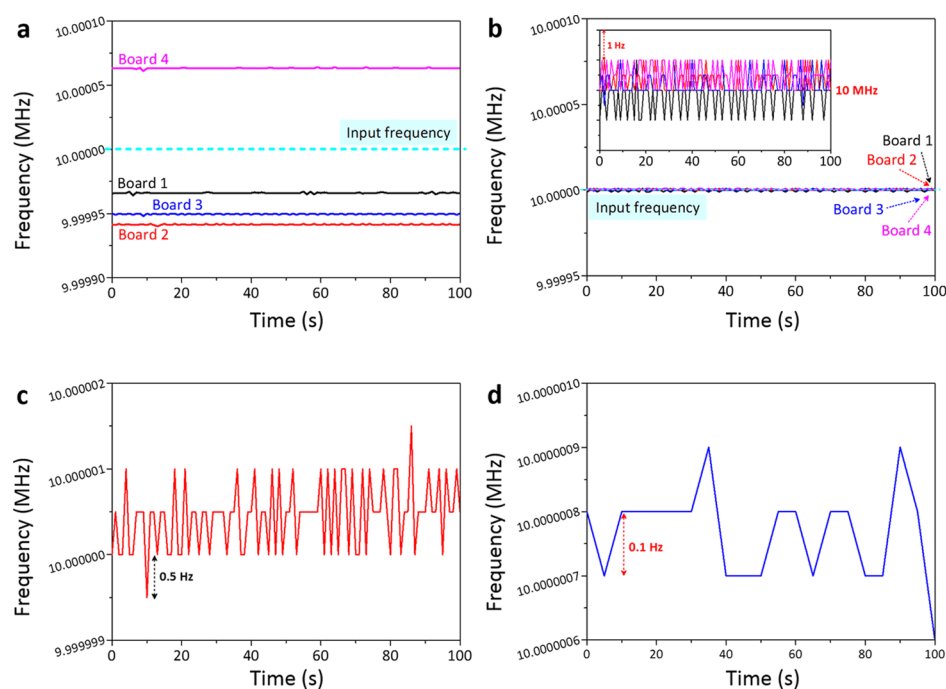 a
10.00010
10.00005
10.00000
9.99995
9.99990
Frequency (MHz)
Board 4
Input frequency
Board 1
Board 3
Board 2
0 20 40 60 80 100
Time (s)
b
10.00010
10.00005
10.00000
9.99995
Frequency (MHz)
1 Hz
10 MHz
0 20 40 60 80 100
Board 1
Board 2
Input frequency
Board 3
Board 4
0 20 40 60 80 100
Time (s)
c
10.000002
10.000001
10.000000
9.999999
Frequency (MHz)
0.5 Hz
0 20 40 60 80 100
Time (s)
d
10.0000010
10.0000009
10.0000008
10.0000007
10.0000006
Frequency (MHz)
0.1 Hz
0 20 40 60 80 100
Time (s)